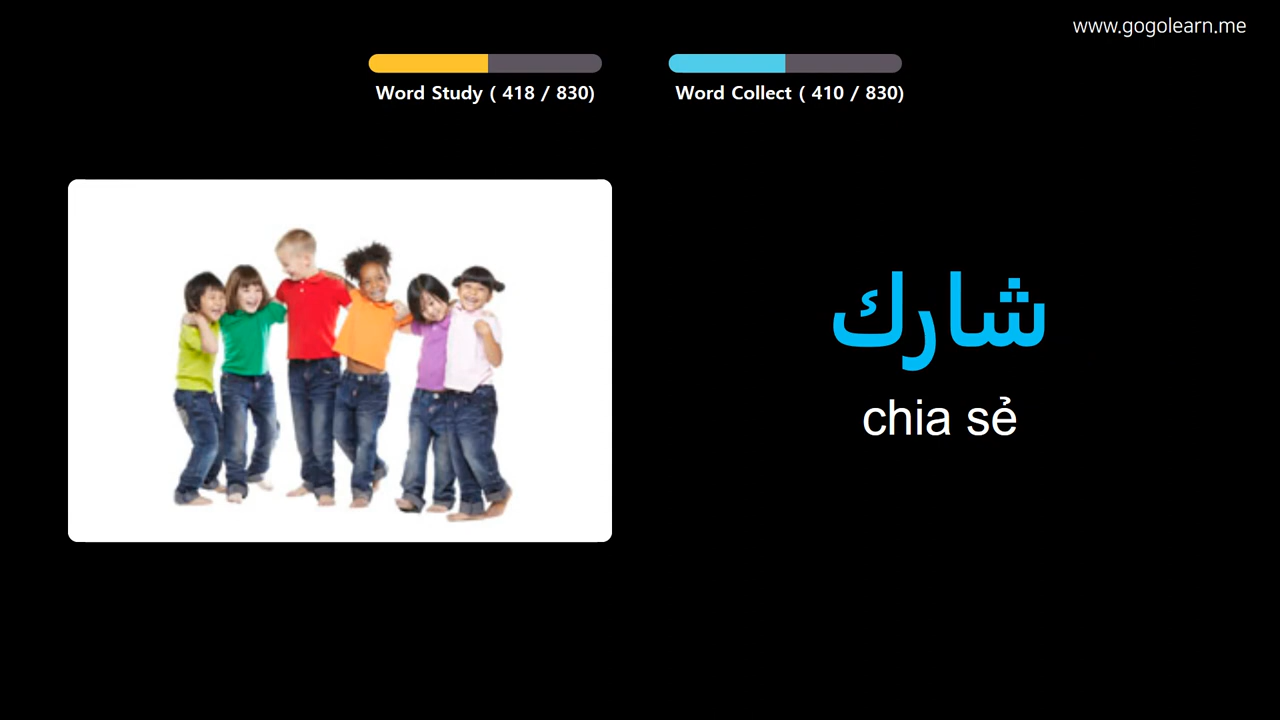 www.gogolearn.me
Word Study ( 418 / 830)
Word Collect ( 410 / 830)
شارك
chia sẻ